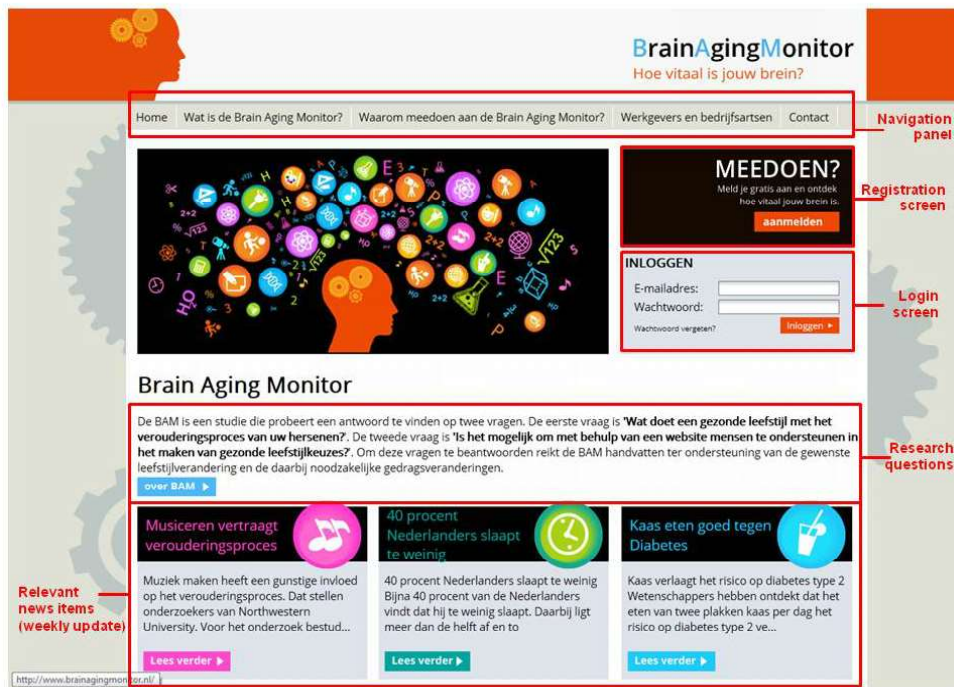 BrainAgingMonitor
Hoe vitaal is jouw brein?
Home Wat is de Brain Aging Monitor? Waarom meedoen aan de Brain Aging Monitor? Werkgevers en bedrijfsartsen Contact
Navigation
panel
MEEDOEN?
Meld je gratis aan en ontdek
hoe vitaal jouw brein is.
aanmelden
Registration
screen
INLOGGEN
E-mailadres:
Wachtwoord:
Wachtwoord vergeten?
Inloggen
Login
screen
Brain Aging Monitor
De BAM is een studie die probeert een antwoord te vinden op twee vragen. De eerste vraag is 'Wat doet een gezonde leefstijl met het
verouderingsproces van uw hersenen?'. De tweede vraag is 'Is het mogelijk om met behulp van een website mensen te ondersteunen in
het maken van gezonde leefstijlkeuzes?'. Om deze vragen te beantwoorden reikt de BAM handvatten ter ondersteuning van de gewenste
leefstijlverandering en de daarbij noodzakelijke gedragsveranderingen.
over BAM
Research
questions
Musiceren vertraagt
verouderingsproces
Muziek maken heeft een gunstige invloed
op het verouderingsproces. Dat stellen
onderzoekers van Northwestern
University. Voor het onderzoek bestud...
Lees verder
40 procent
Nederlanders slaapt
te weinig
40 procent Nederlanders slaapt te weinig
Bijna 40 procent van de Nederlanders
vindt dat hij te weinig slaapt. Daarbij ligt
meer dan de helft af en to
Lees verder
Kaas eten goed tegen
Diabetes
Kaas verlaagt het risico op diabetes type 2
Wetenschappers hebben ontdekt dat het
eten van twee plakken kaas per dag het
risico op diabetes type 2 ve...
Lees verder
Relevant
news items
(weekly update)
http://www.brainagingmonitor.nl/